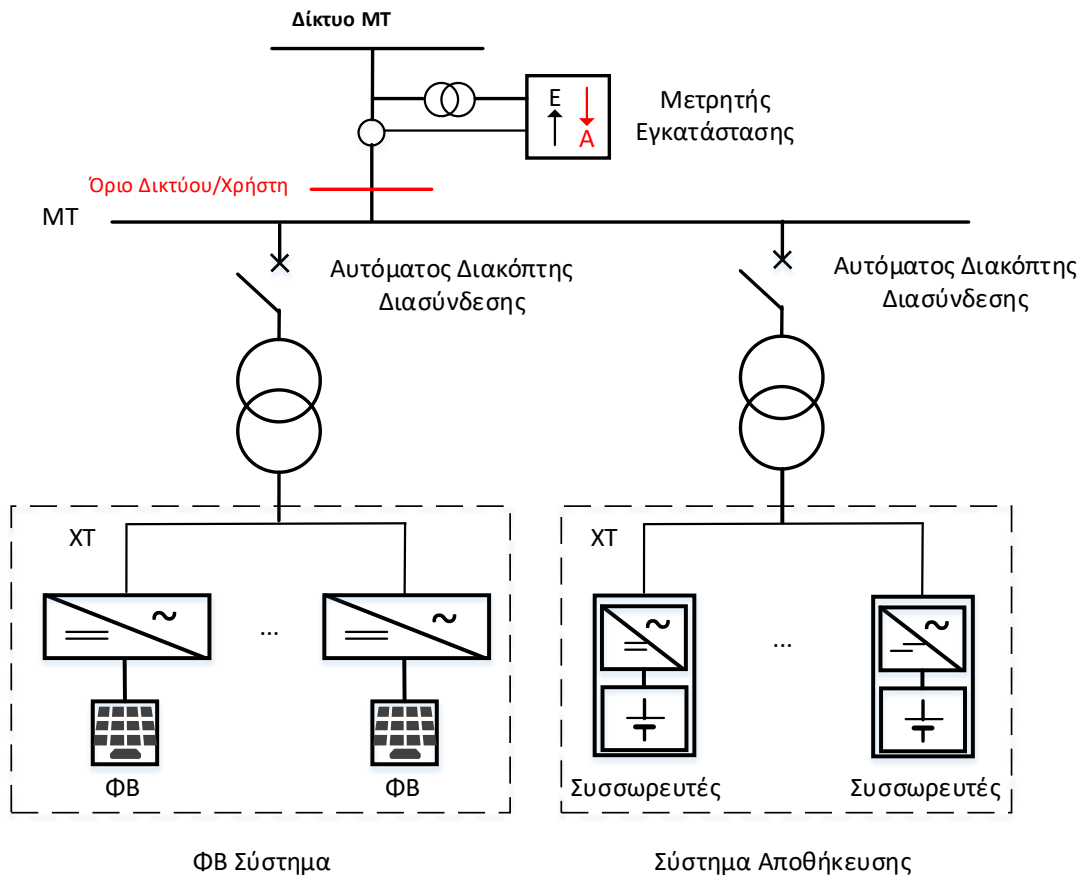 Δίκτυο ΜΤ
E
A
Μετρητής
Εγκατάστασης
Όριο Δικτύου/Χρήστη
ΜΤ
Αυτόματος Διακόπτης
Διασύνδεσης
Αυτόματος Διακόπτης
Διασύνδεσης
ΧΤ
~
...
~
ΦΒ
ΦΒ
ΧΤ
~
...
~
Συσσωρευτές
Συσσωρευτές
ΦΒ Σύστημα
Σύστημα Αποθήκευσης